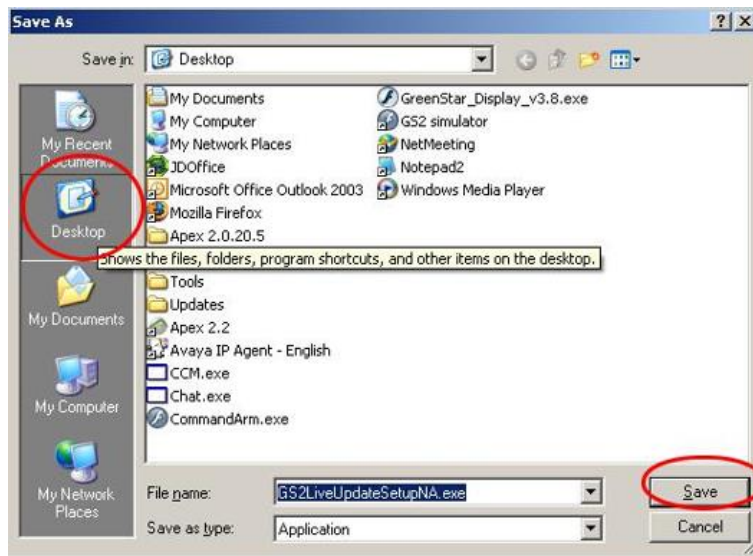 Save As
Save in: Desktop
My Recent Documents
Desktop
My Documents
My Computer
My Network Places
My Documents
My Computer
My Network Places
JDOffice
Microsoft Office Outlook 2003
Mozilla Firefox
Apex 2.0.20.5
Shows the files, folders, program shortcuts, and other items on the desktop.
Tools
Updates
Apex 2.2
Avaya IP Agent - English
CCM.exe
Chat.exe
CommandArm.exe
GreenStar_Display_v3.8.exe
GS2 simulator
NetMeeting
Notepad2
Windows Media Player
File name: GS2LiveUpdateSetupNA.exe
Save
Save as type: Application
Cancel